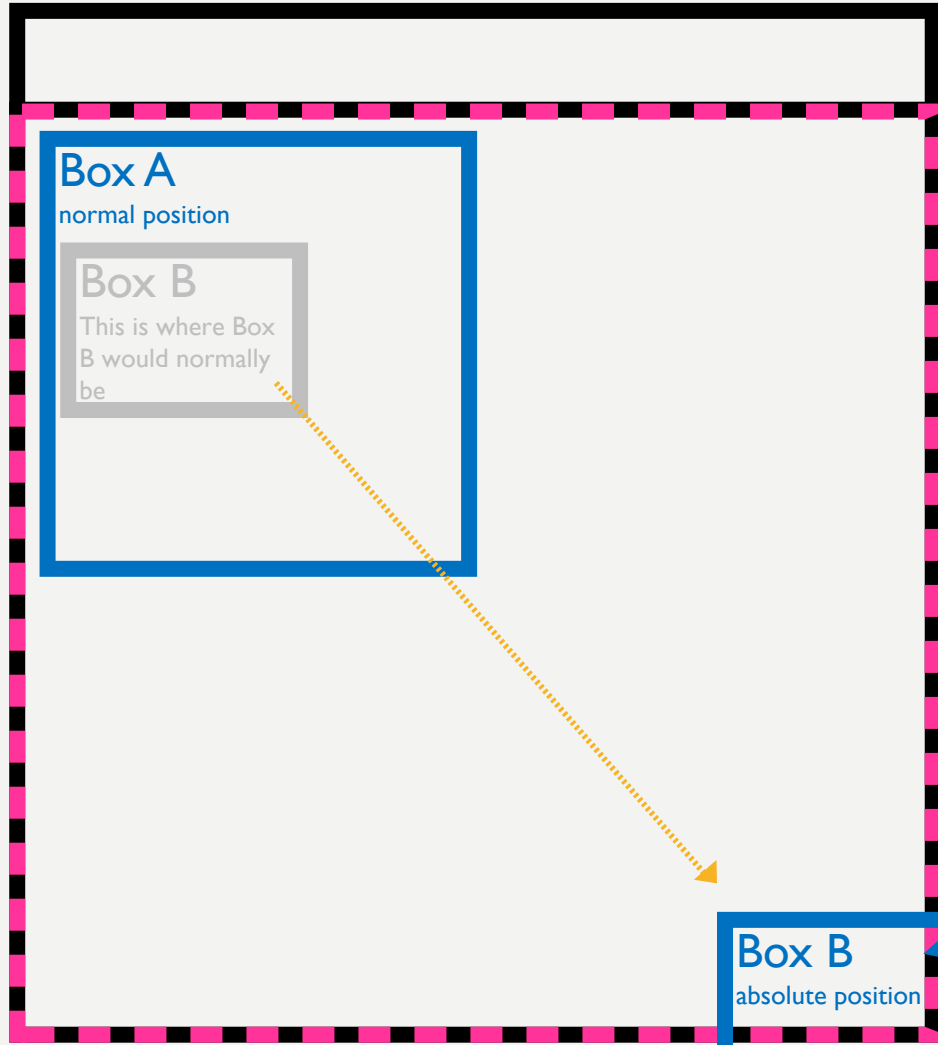 Box A
normal position
Box B
This is where Box
B would normally
be
Box B
absolute position